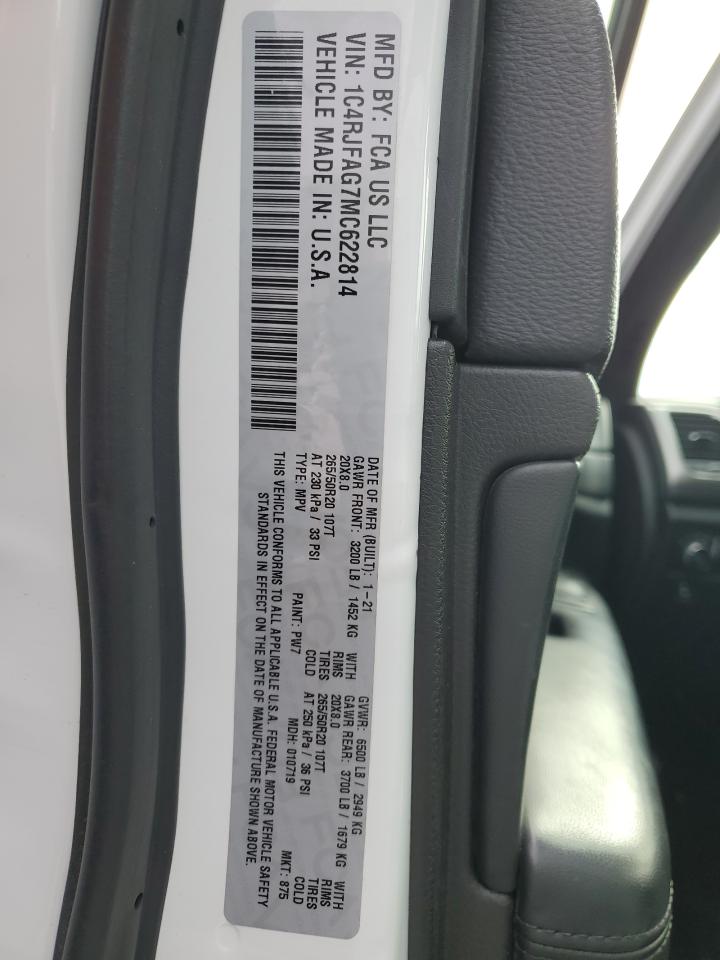 MFD BY: FCA US LLC
VIN: 1C4RJFAG7MC622814
VEHICLE MADE IN: U.S.A.
DATE OF MFR (BUILT): 1-21 GVWR: 6500 LB / 2949 KG
GAWR FRONT: 3200 LB / 1452 KG WITH GAWR REAR: 3700 LB / 1679 KG WITH
20X8.0 RIMS 20X8.0 RIMS
265/50R20 107T TIRES 265/50R20 107T TIRES
AT 230 kPa / 33 PSI COLD AT 250 kPa / 36 PSI COLD
TYPE: MPV PAINT: PW7 MDH: 010719 MKT: 875
THIS VEHICLE CONFORMS TO ALL APPLICABLE U.S.A. FEDERAL MOTOR VEHICLE SAFETY
STANDARDS IN EFFECT ON THE DATE OF MANUFACTURE SHOWN ABOVE.